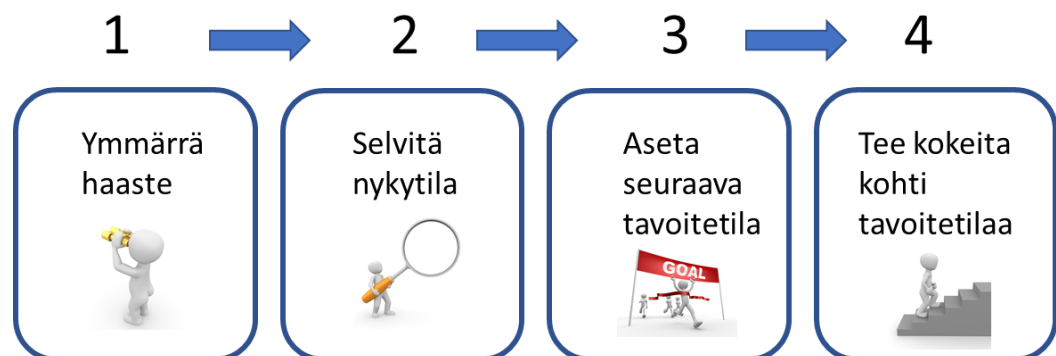 1
2
3
4
Ymmärrä
haaste
Selvitä
nykytila
Aseta
seuraava
tavoitetila
GOAL
Tee kokeita
kohti
tavoitetilaa